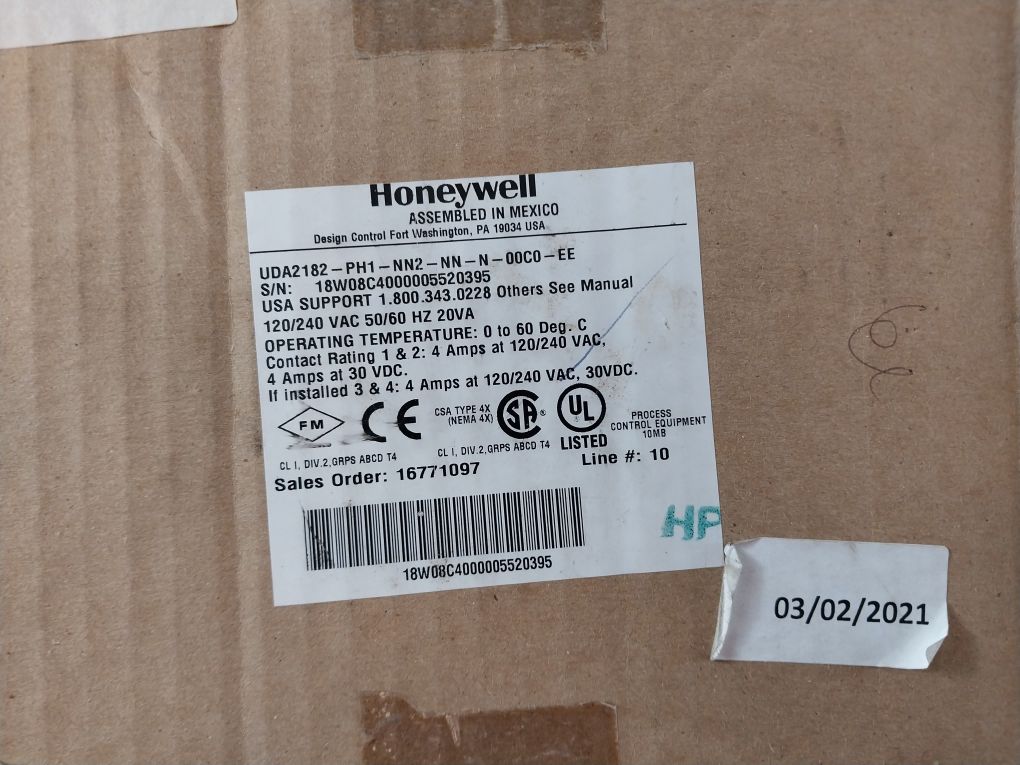 Honeywell
ASSEMBLED IN MEXICO
Design Control Fort Washington, PA 19034 USA
UDA2182-PH1-NN2-NN-N-00C0-EE
S/N: 18W08C4000005520395
USA SUPPORT 1.800.343.0228 Others See Manual
120/240 VAC 50/60 HZ 20VA
OPERATING TEMPERATURE: 0 to 60 Deg. C
Contact Rating 1 & 2: 4 Amps at 120/240 VAC,
4 Amps at 30 VDC.
If installed 3 & 4: 4 Amps at 120/240 VAC, 30VDC.
FM
CE
CSA TYPE 4X
(NEMA 4X)
SA ®
UL
LISTED
PROCESS
CONTROL EQUIPMENT
10MB
CL I, DIV.2,GRPS ABCD T4
CL I, DIV.2,GRPS ABCD T4
Sales Order: 16771097
Line #: 10
18W08C4000005520395
HP
03/02/2021